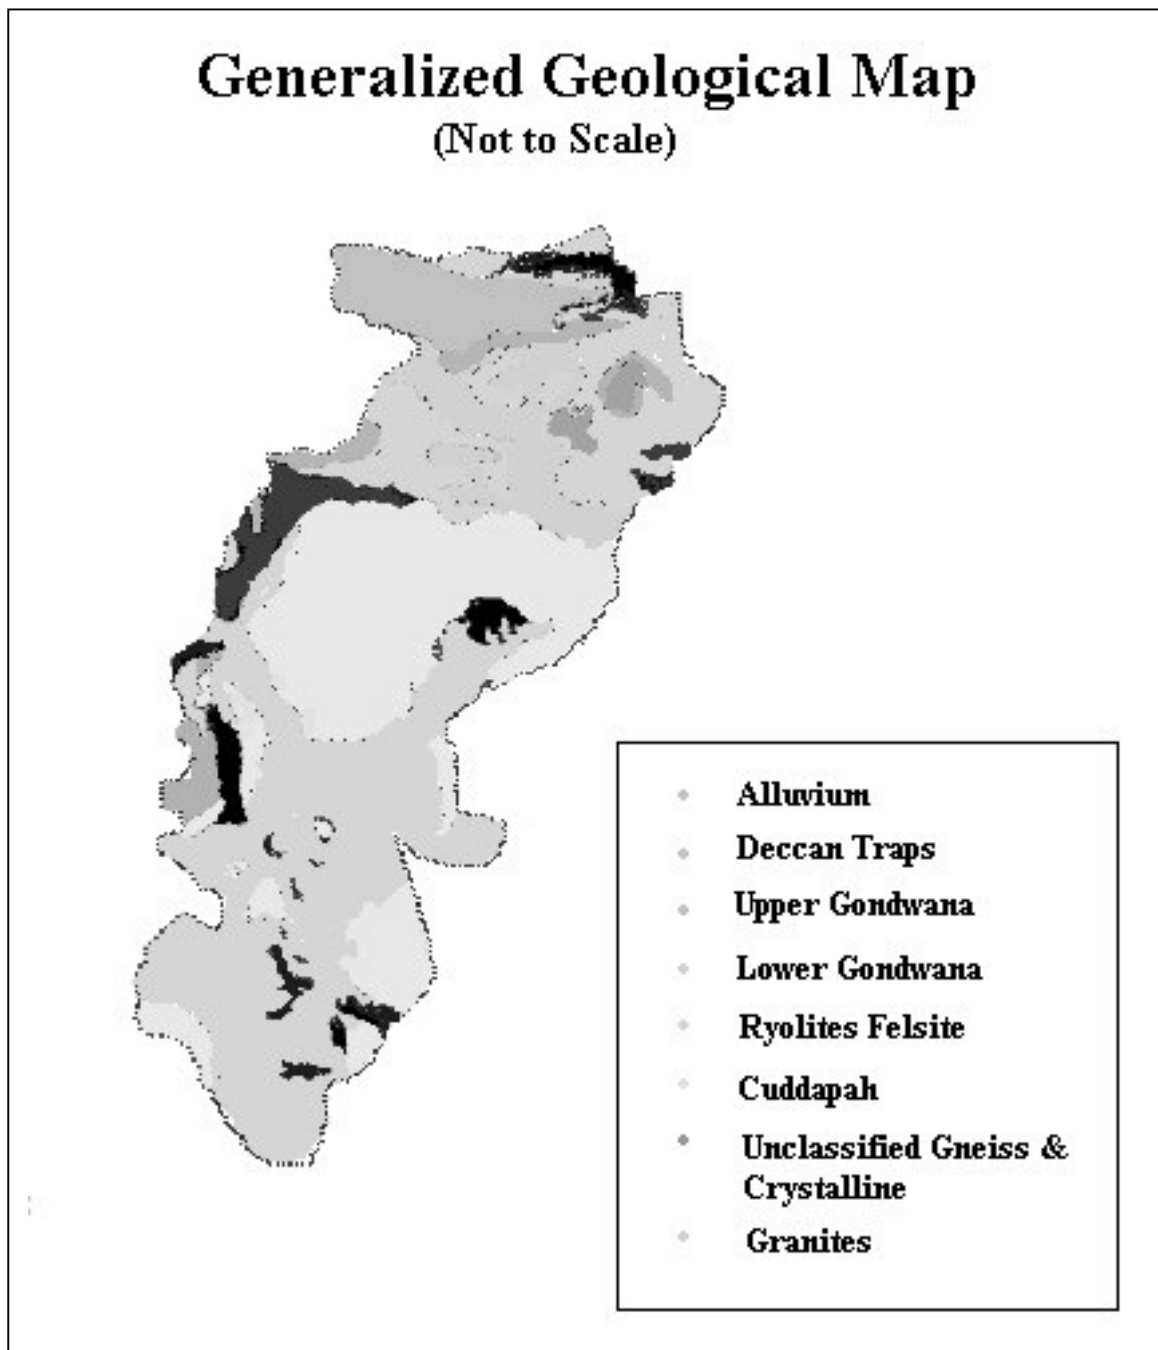 Generalized Geological Map
(Not to Scale)
Alluvium
Deccan Traps
Upper Gondwana
Lower Gondwana
Ryolites Felsite
Cuddapah
Unclassified Gneiss &
Crystalline
Granites